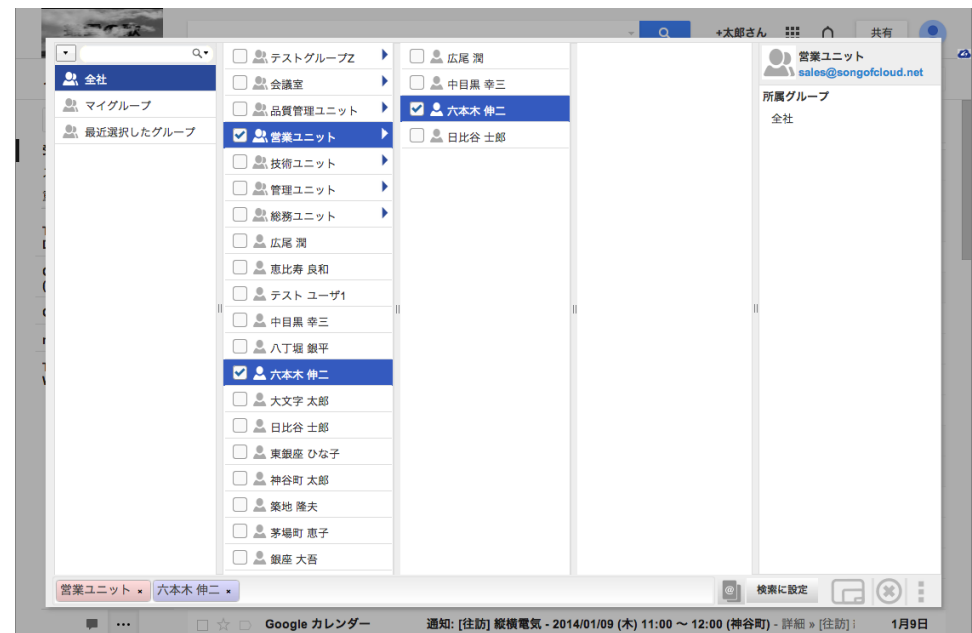 +太郎さん
共有
全社
マイグループ
最近選択したグループ
テストグループZ
会議室
品質管理ユニット
営業ユニット
技術ユニット
管理ユニット
総務ユニット
広尾 潤
恵比寿 良和
テスト ユーザ1
中目黒 幸三
八丁堀 銀平
六本木 伸二
大文字 太郎
日比谷 士郎
東銀座 ひな子
神谷町 太郎
築地 隆夫
茅場町 恵子
銀座 大吾
広尾 潤
中目黒 幸三
六本木 伸二
日比谷 士郎
営業ユニット
sales@songofcloud.net
所属グループ
全社
営業ユニット ×
六本木 伸二 ×
検索に設定
Google カレンダー
通知: [往訪] 縦横電気 - 2014/01/09 (木) 11:00 ～ 12:00 (神谷町) - 詳細 » [往訪]
1月9日